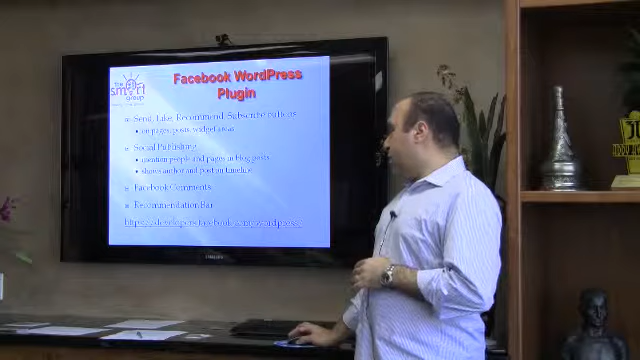 the
smart
group
Facebook WordPress
Plugin
Send, Like, Recommend, Subscribe buttons
on pages, posts, widget areas
Social Publishing
mention people and pages in blog posts
shows author and post on timeline
Facebook Comments
Recommendation Bar
https://developers.facebook.com/wordpress/